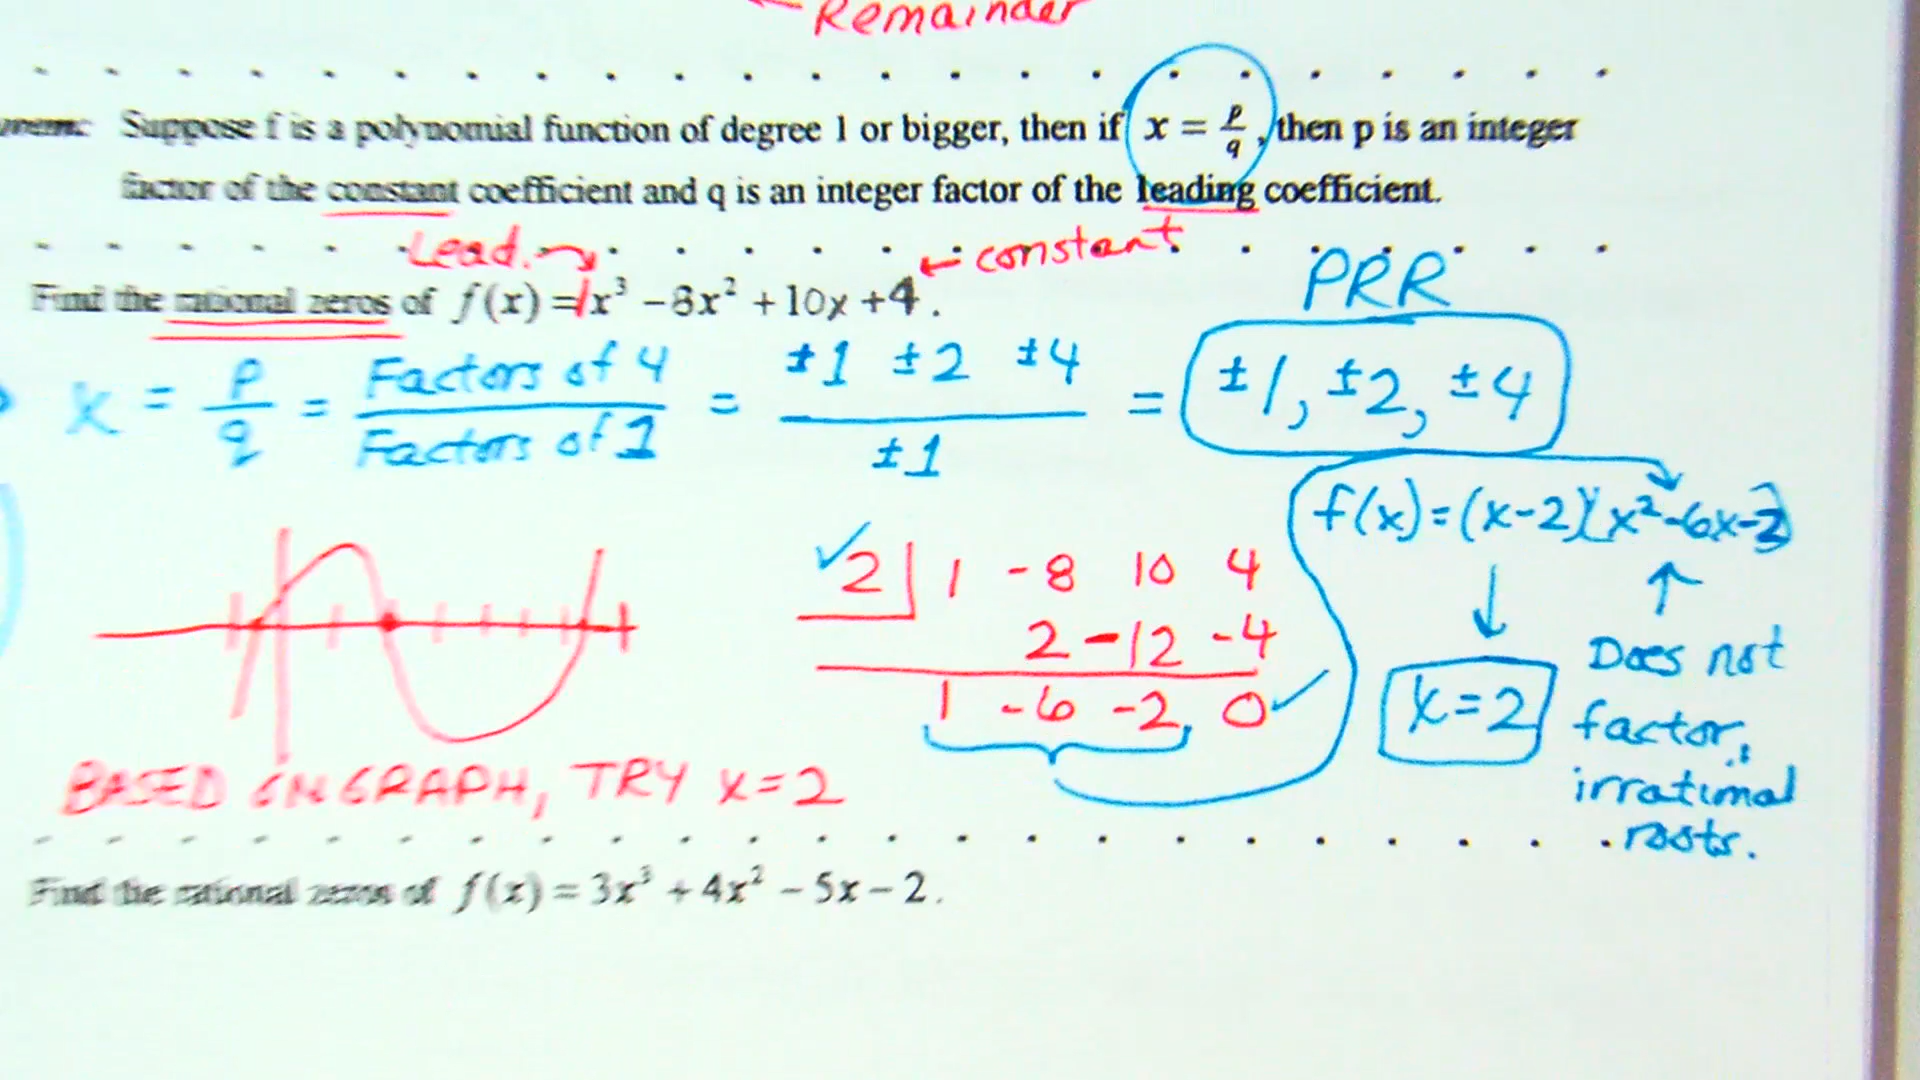 Remainder
Suppose f is a polynomial function of degree 1 or bigger, then if x = p/q, then p is an integer
factor of the constant coefficient and q is an integer factor of the leading coefficient.
Lead. constant
PRR
Find the rational zeros of f(x) = 1x³ − 8x² + 10x + 4.
x = p/q = Factors of 4 / Factors of 1 = ±1 ±2 ±4 / ±1 = ±1, ±2, ±4
f(x) = (x-2)(x²-6x-2)
2 | 1 -8 10 4
2 -12 -4
1 -6 -2 0
x=2
Does not
factor,
irrational
roots.
BASED ON GRAPH, TRY x=2
Find the rational zeros of f(x) = 3x³ + 4x² − 5x − 2.